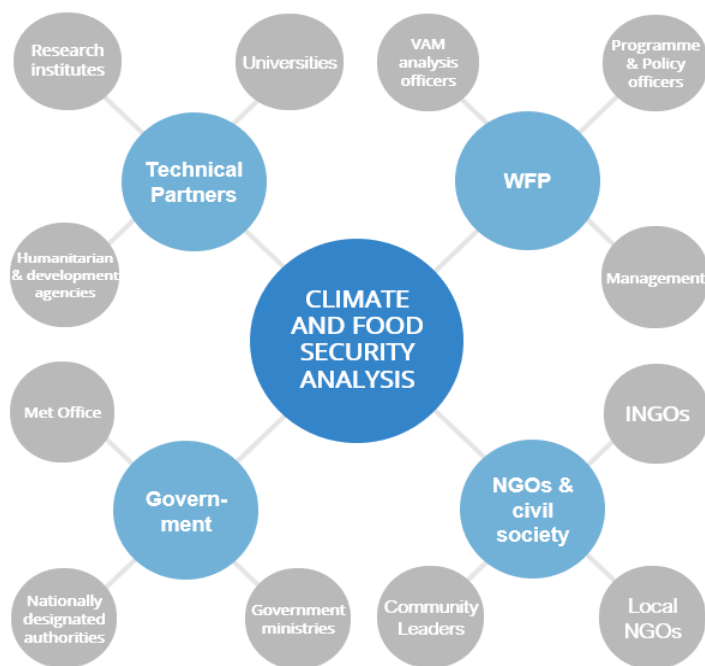 Research
institutes
Universities
VAM
analysis
officers
Programme
& Policy
officers
Technical
Partners
WFP
Humanitarian
& development
agencies
Management
CLIMATE
AND FOOD
SECURITY
ANALYSIS
Met Office
INGOs
Govern-
ment
NGOs &
civil
society
Nationally
designated
authorities
Government
ministries
Community
Leaders
Local
NGOs